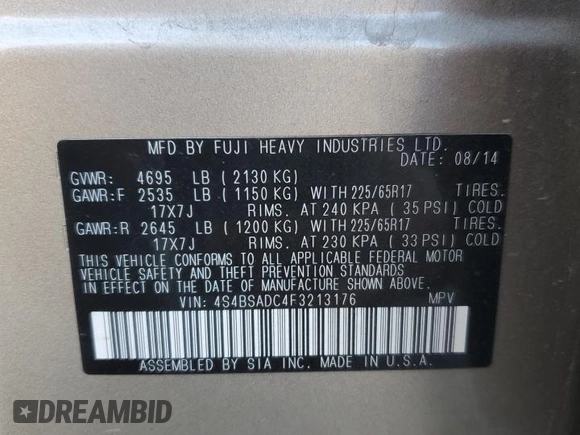 MFD BY FUJI HEAVY INDUSTRIES LTD.
DATE: 08/14
GVWR: 4695 LB ( 2130 KG)
GAWR:F 2535 LB ( 1150 KG) WITH 225/65R17 TIRES.
17X7J RIMS. AT 240 KPA ( 35 PSI) COLD
GAWR:R 2645 LB ( 1200 KG) WITH 225/65R17 TIRES.
17X7J RIMS. AT 230 KPA ( 33 PSI) COLD
THIS VEHICLE CONFORMS TO ALL APPLICABLE FEDERAL MOTOR
VEHICLE SAFETY AND THEFT PREVENTION STANDARDS
IN EFFECT ON THE DATE OF MANUFACTURE SHOWN ABOVE.
VIN: 4S4BSADC4F3213176 MPV
ASSEMBLED BY SIA INC. MADE IN U.S.A.
DREAMBID